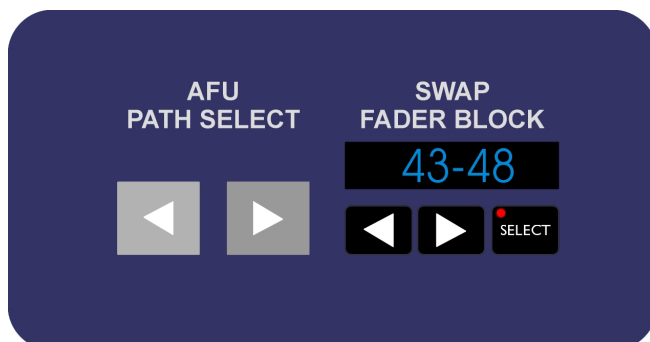 AFU
PATH SELECT
SWAP
FADER BLOCK
43-48
SELECT